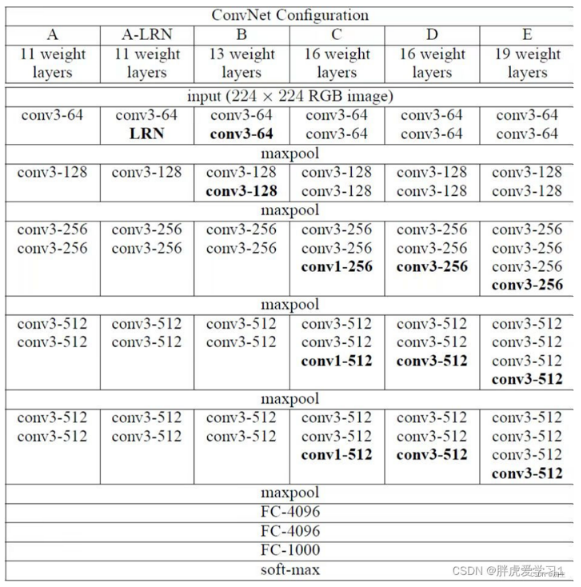 ConvNet Configuration
A A-LRN B C D E
11 weight layers 11 weight layers 13 weight layers 16 weight layers 16 weight layers 19 weight layers
input (224 × 224 RGB image)
conv3-64 conv3-64 conv3-64 conv3-64 conv3-64 conv3-64
LRN conv3-64 conv3-64 conv3-64 conv3-64
maxpool
conv3-128 conv3-128 conv3-128 conv3-128 conv3-128 conv3-128
conv3-128 conv3-128 conv3-128 conv3-128
maxpool
conv3-256 conv3-256 conv3-256 conv3-256 conv3-256 conv3-256
conv3-256 conv3-256 conv3-256 conv3-256 conv3-256 conv3-256
conv1-256 conv3-256 conv3-256
conv3-256
maxpool
conv3-512 conv3-512 conv3-512 conv3-512 conv3-512 conv3-512
conv3-512 conv3-512 conv3-512 conv3-512 conv3-512 conv3-512
conv1-512 conv3-512 conv3-512
conv3-512
maxpool
conv3-512 conv3-512 conv3-512 conv3-512 conv3-512 conv3-512
conv3-512 conv3-512 conv3-512 conv3-512 conv3-512 conv3-512
conv1-512 conv3-512 conv3-512
conv3-512
maxpool
FC-4096
FC-4096
FC-1000
soft-max
CSDN @胖虎爱学习1